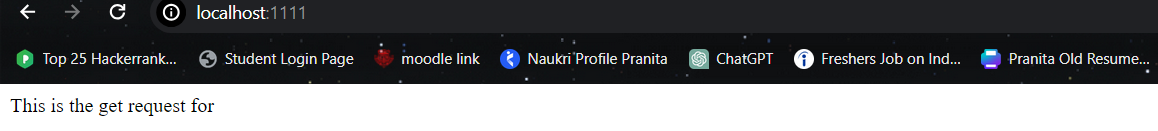 localhost:1111
Top 25 Hackerrank... Student Login Page moodle link Naukri Profile Pranita ChatGPT Freshers Job on Ind... Pranita Old Resume...
This is the get request for